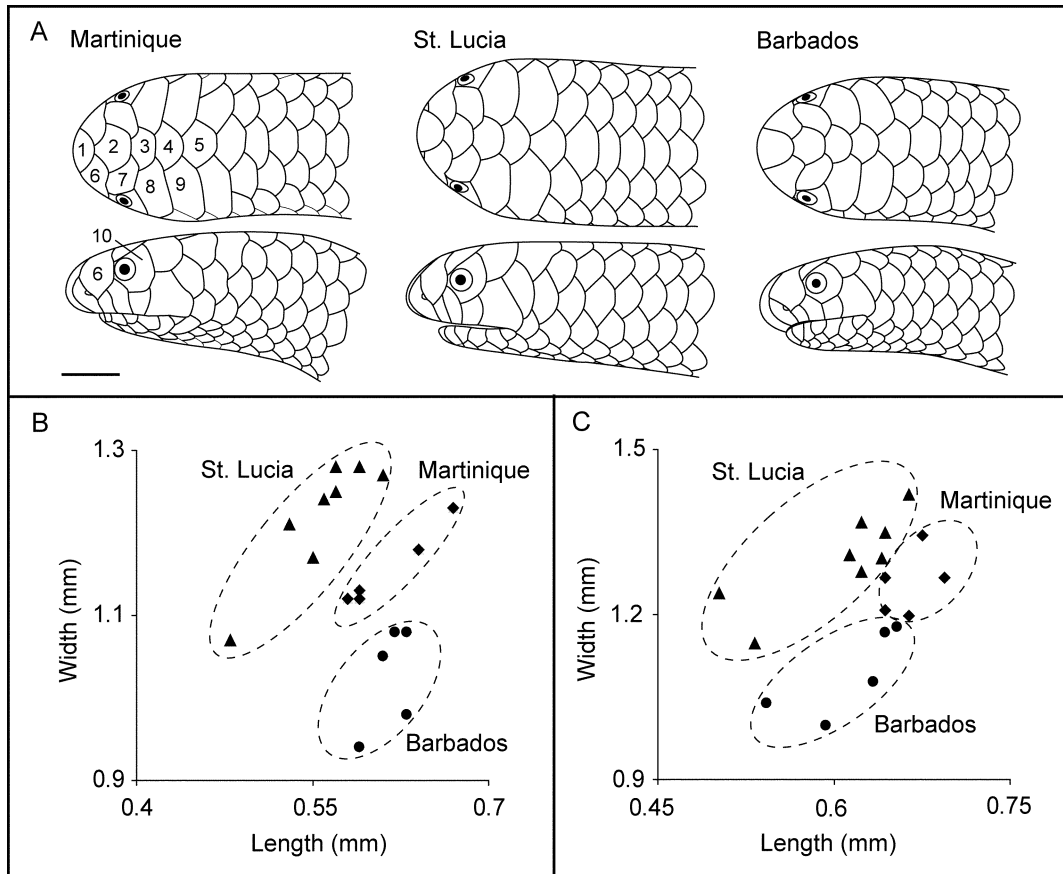 A
Martinique
St. Lucia
Barbados
1 2 3 4 5
6 7 8 9
10
6
B
1.3
1.1
0.9
0.4 0.55 0.7
Width (mm)
Length (mm)
St. Lucia
Martinique
Barbados
C
1.5
1.2
0.9
0.45 0.6 0.75
Width (mm)
Length (mm)
St. Lucia
Martinique
Barbados